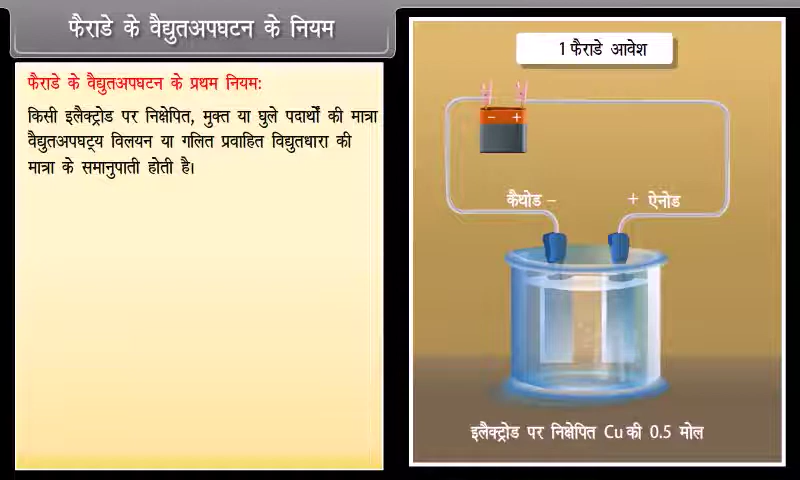 फैराडे के वैद्युतअपघटन के नियम
फैराडे के वैद्युतअपघटन के प्रथम नियम:
किसी इलैक्ट्रोड पर निक्षेपित, मुक्त या घुले पदार्थों की मात्रा
वैद्युतअपघट्य विलयन या गलित प्रवाहित विद्युतधारा की
मात्रा के समानुपाती होती है।
1 फैराडे आवेश
- +
कैथोड - + ऐनोड
इलैक्ट्रोड पर निक्षेपित Cu की 0.5 मोल